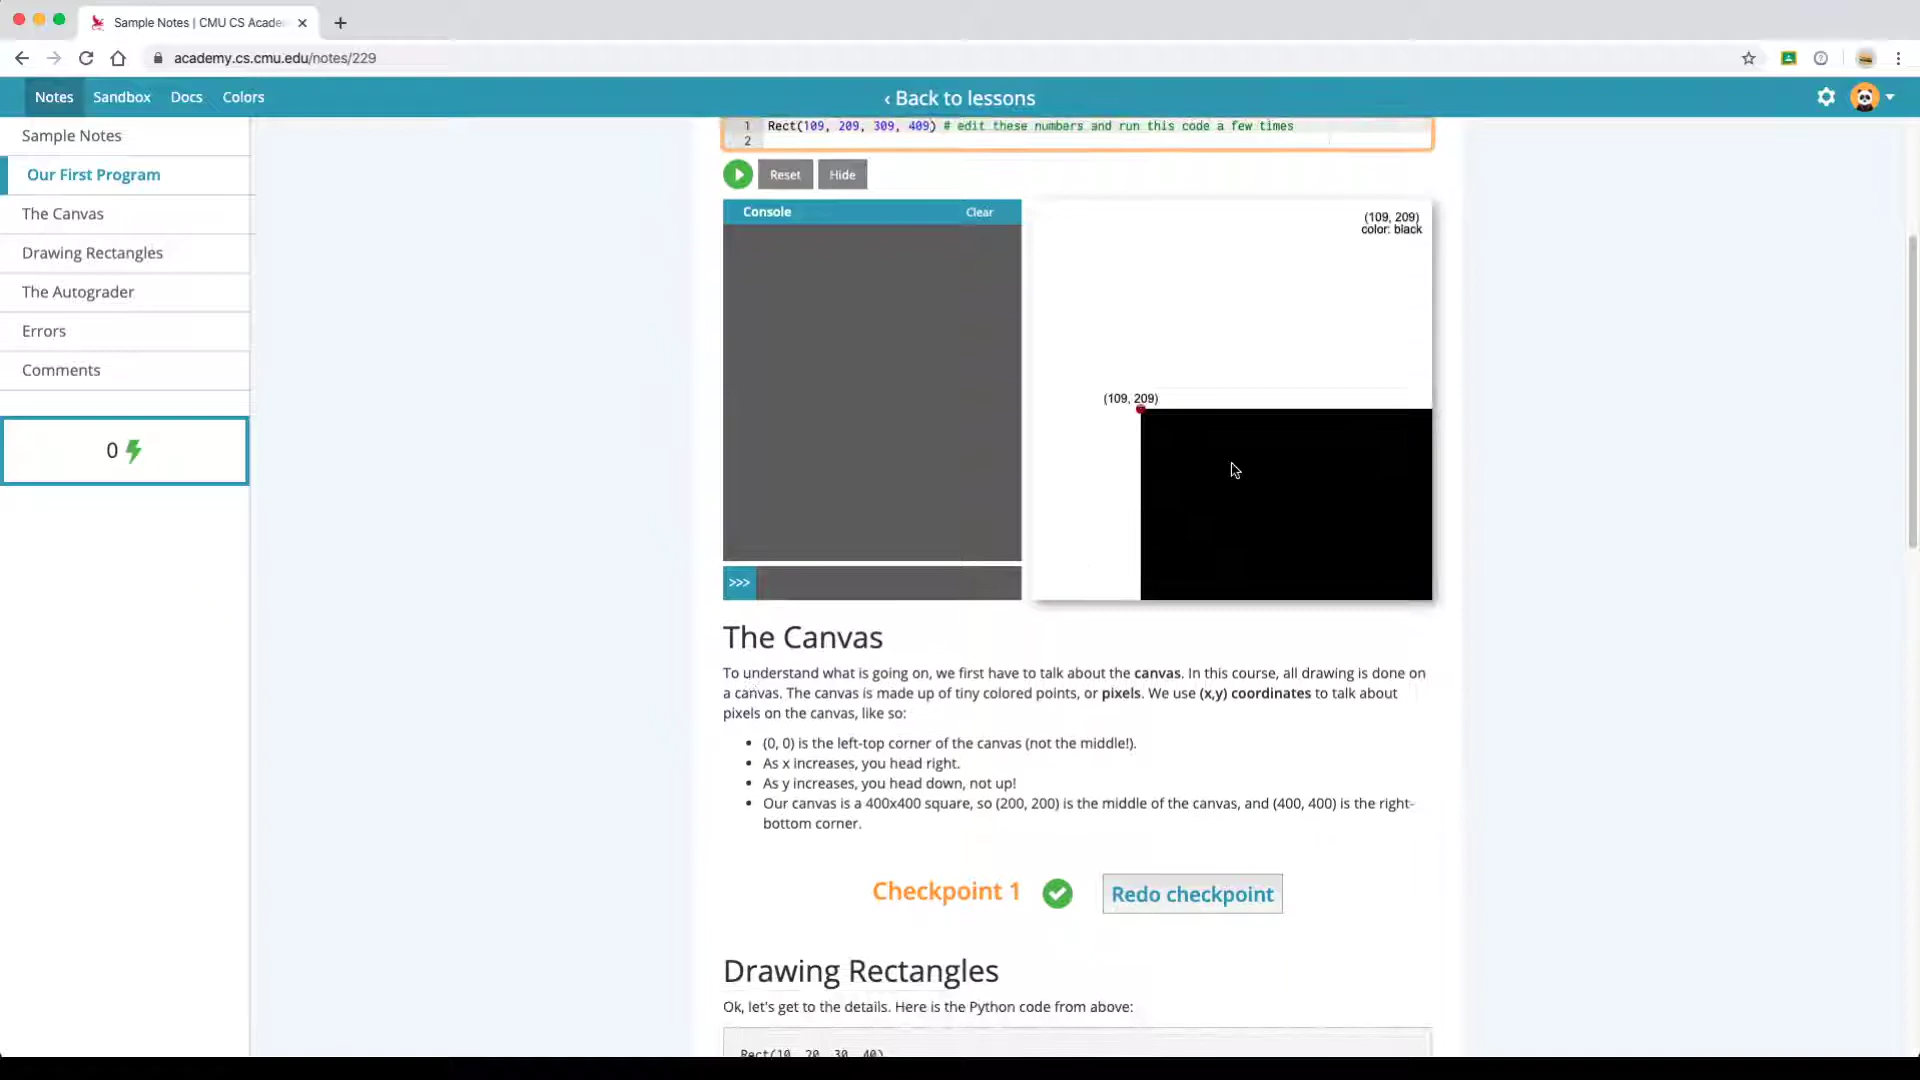 Sample Notes | CMU CS Acade
academy.cs.cmu.edu/notes/229
Notes
Sandbox
Docs
Colors
‹ Back to lessons
Sample Notes
Our First Program
The Canvas
Drawing Rectangles
The Autograder
Errors
Comments
0
1 Rect(109, 209, 309, 409) # edit these numbers and run this code a few times
2
Reset
Hide
Console
Clear
(109, 209)
color: black
(109, 209)
>>>
The Canvas
To understand what is going on, we first have to talk about the canvas. In this course, all drawing is done on
a canvas. The canvas is made up of tiny colored points, or pixels. We use (x,y) coordinates to talk about
pixels on the canvas, like so:
• (0, 0) is the left-top corner of the canvas (not the middle!).
• As x increases, you head right.
• As y increases, you head down, not up!
• Our canvas is a 400x400 square, so (200, 200) is the middle of the canvas, and (400, 400) is the right-
bottom corner.
Checkpoint 1
Redo checkpoint
Drawing Rectangles
Ok, let's get to the details. Here is the Python code from above:
Rect(10, 20, 30, 40)